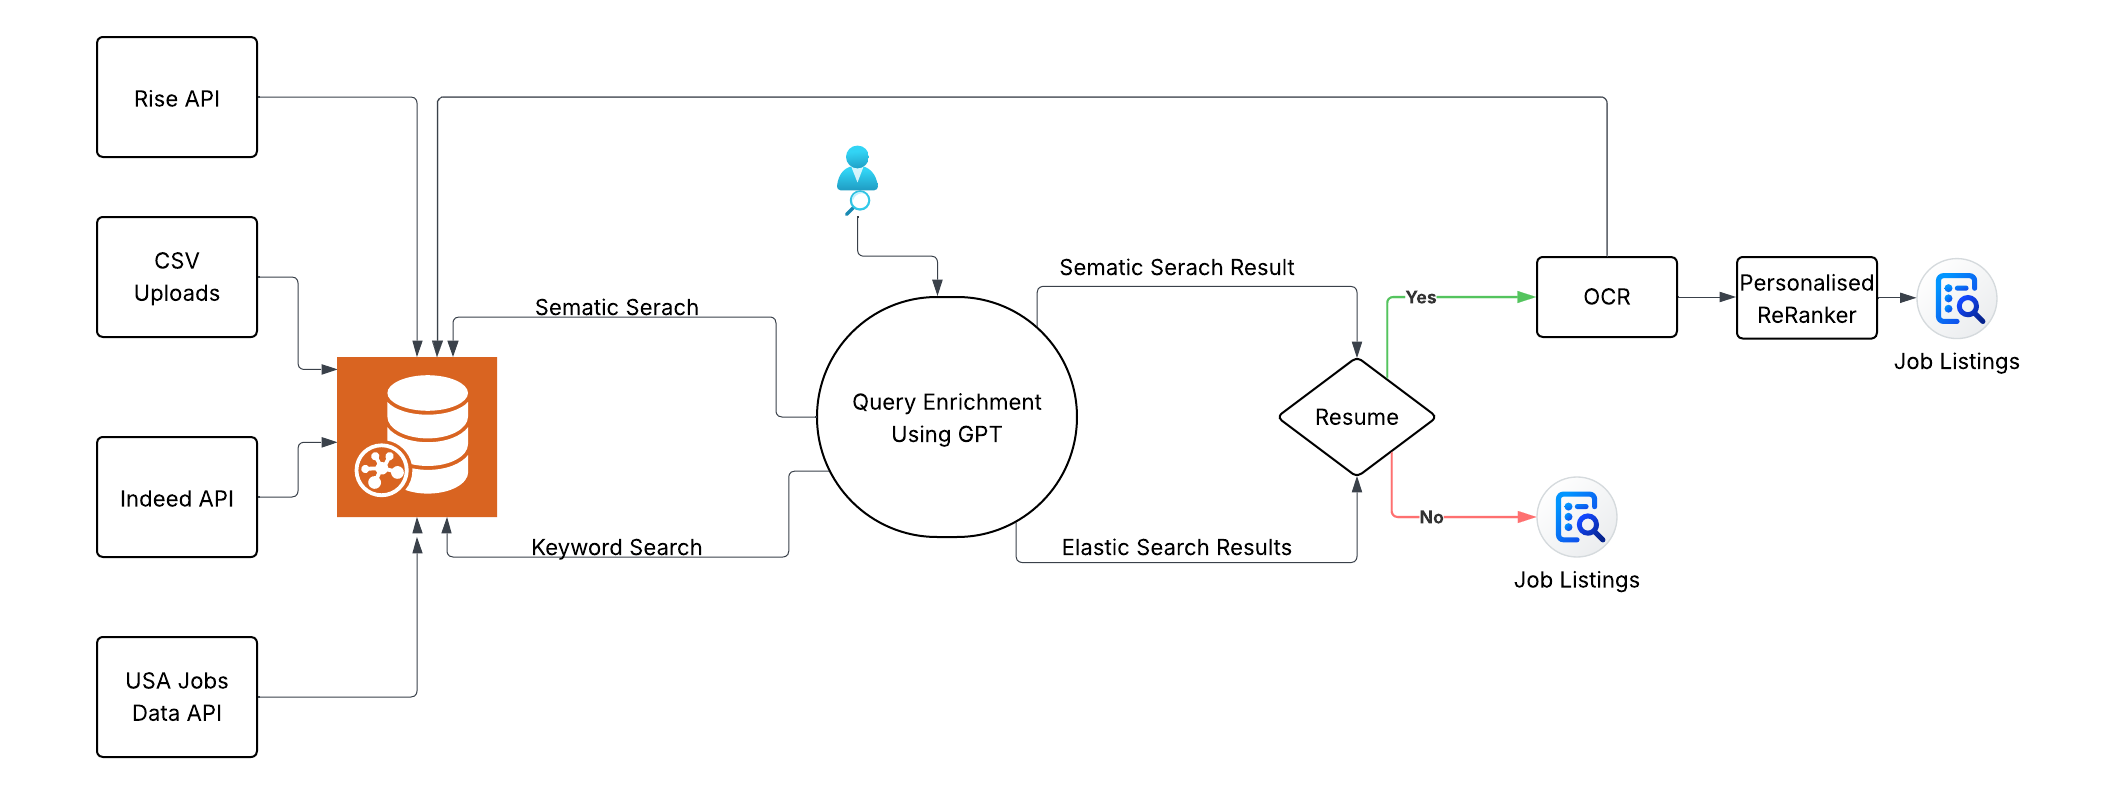 Rise API
CSV
Uploads
Indeed API
USA Jobs
Data API
Sematic Serach
Keyword Search
Query Enrichment
Using GPT
Sematic Serach Result
Elastic Search Results
Resume
Yes
No
OCR
Personalised
ReRanker
Job Listings
Job Listings